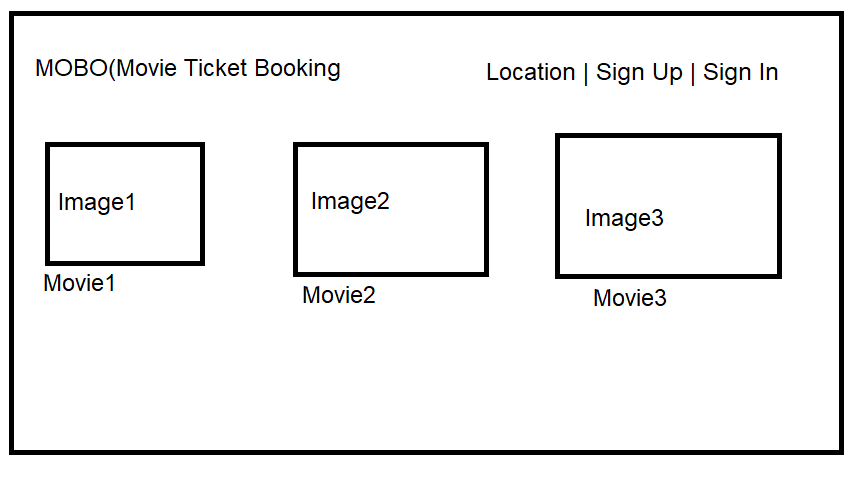 MOBO(Movie Ticket Booking
Location | Sign Up | Sign In
Image1
Image2
Image3
Movie1
Movie2
Movie3